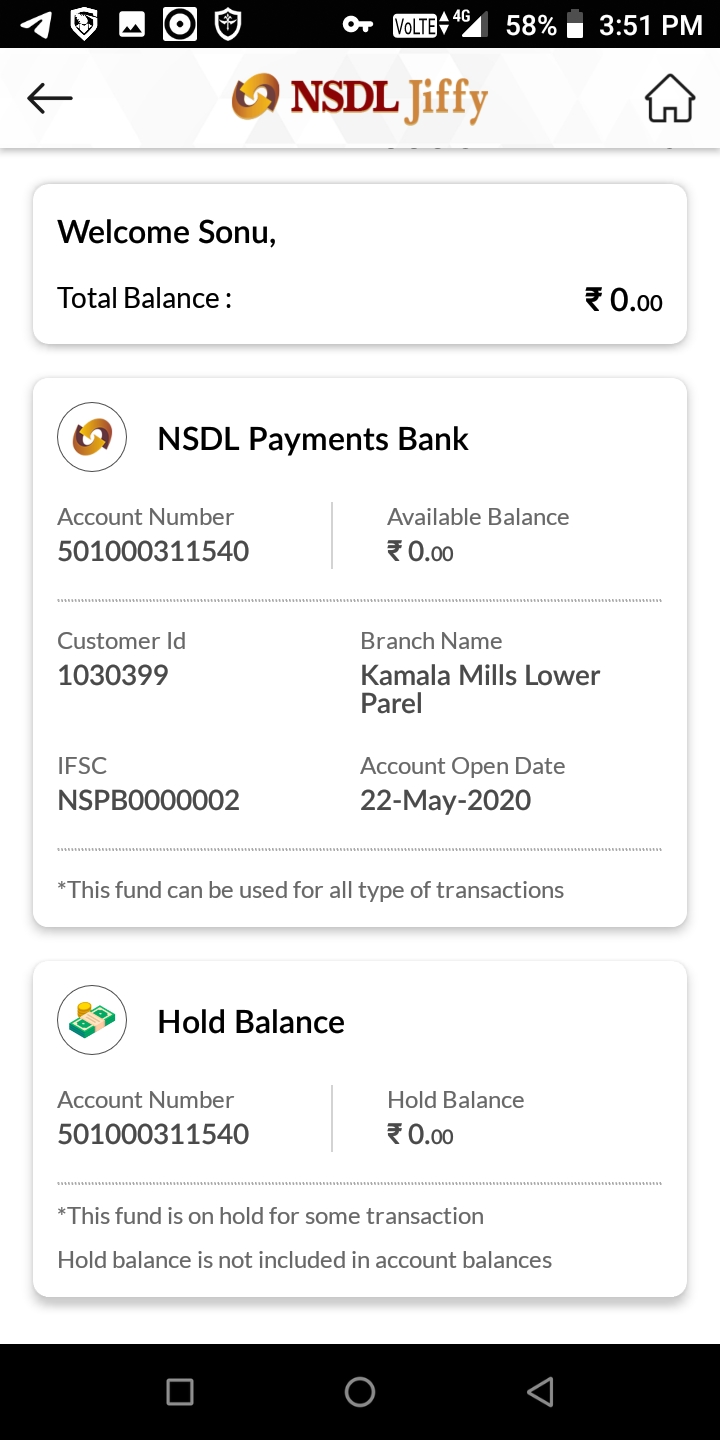 VoLTE 4G 58% 3:51 PM
NSDL Jiffy
Welcome Sonu,
Total Balance : ₹ 0.00
NSDL Payments Bank
Account Number Available Balance
501000311540 ₹ 0.00
Customer Id Branch Name
1030399 Kamala Mills Lower
Parel
IFSC Account Open Date
NSPB0000002 22-May-2020
*This fund can be used for all type of transactions
Hold Balance
Account Number Hold Balance
501000311540 ₹ 0.00
*This fund is on hold for some transaction
Hold balance is not included in account balances